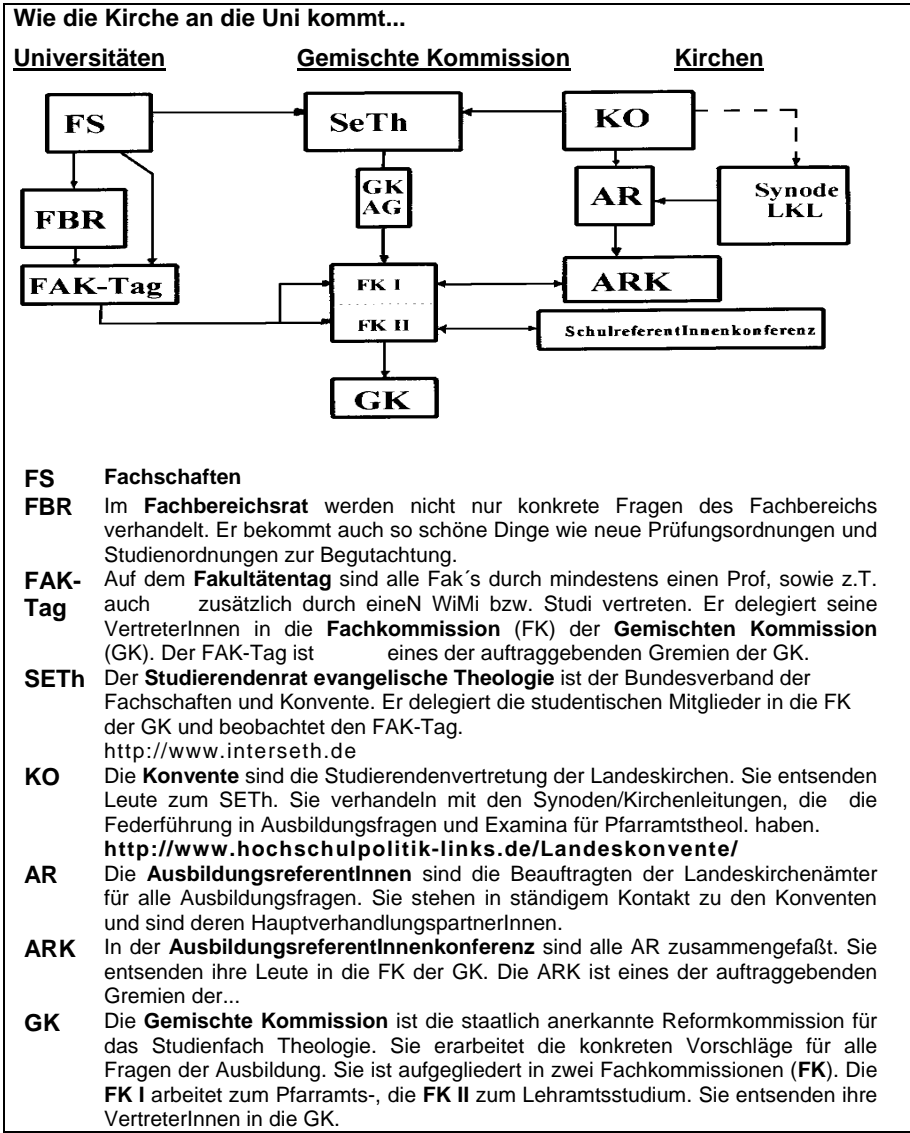 Wie die Kirche an die Uni kommt...
Universitäten Gemischte Kommission Kirchen
FS SeTh KO
GK
AG
AR
Synode
LKL
FBR
FAK-Tag
FK I
ARK
FK II
SchulreferentInnenkonferenz
GK
FS Fachschaften
FBR Im Fachbereichsrat werden nicht nur konkrete Fragen des Fachbereichs
verhandelt. Er bekommt auch so schöne Dinge wie neue Prüfungsordnungen und
Studienordnungen zur Begutachtung.
FAK- Auf dem Fakultätentag sind alle Fak´s durch mindestens einen Prof, sowie z.T.
Tag auch zusätzlich durch eineN WiMi bzw. Studi vertreten. Er delegiert seine
VertreterInnen in die Fachkommission (FK) der Gemischten Kommission
(GK). Der FAK-Tag ist eines der auftraggebenden Gremien der GK.
SETh Der Studierendenrat evangelische Theologie ist der Bundesverband der
Fachschaften und Konvente. Er delegiert die studentischen Mitglieder in die FK
der GK und beobachtet den FAK-Tag.
http://www.interseth.de
KO Die Konvente sind die Studierendenvertretung der Landeskirchen. Sie entsenden
Leute zum SETh. Sie verhandeln mit den Synoden/Kirchenleitungen, die die
Federführung in Ausbildungsfragen und Examina für Pfarramtstheol. haben.
http://www.hochschulpolitik-links.de/Landeskonvente/
AR Die AusbildungsreferentInnen sind die Beauftragten der Landeskirchenämter
für alle Ausbildungsfragen. Sie stehen in ständigem Kontakt zu den Konventen
und sind deren HauptverhandlungspartnerInnen.
ARK In der AusbildungsreferentInnenkonferenz sind alle AR zusammengefaßt. Sie
entsenden ihre Leute in die FK der GK. Die ARK ist eines der auftraggebenden
Gremien der...
GK Die Gemischte Kommission ist die staatlich anerkannte Reformkommission für
das Studienfach Theologie. Sie erarbeitet die konkreten Vorschläge für alle
Fragen der Ausbildung. Sie ist aufgegliedert in zwei Fachkommissionen (FK). Die
FK I arbeitet zum Pfarramts-, die FK II zum Lehramtsstudium. Sie entsenden ihre
VertreterInnen in die GK.